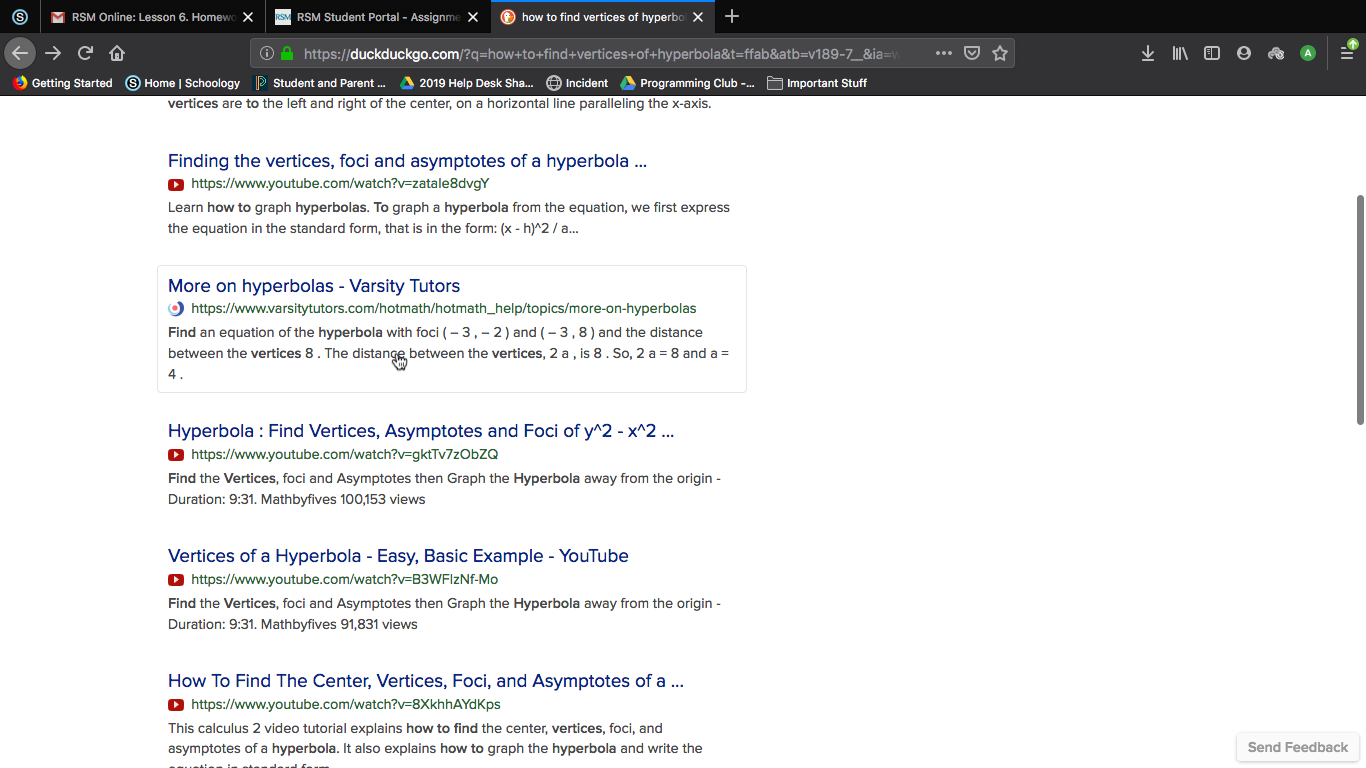 RSM Online: Lesson 6. Homewo
RSM Student Portal - Assignme
how to find vertices of hyperbol
https://duckduckgo.com/?q=how+to+find+vertices+of+hyperbola&t=ffab&atb=v189-7__&ia=w
A
Getting Started
Home | Schoology
Student and Parent ...
2019 Help Desk Sha...
Incident
Programming Club -...
Important Stuff
vertices are to the left and right of the center, on a horizontal line paralleling the x-axis.
Finding the vertices, foci and asymptotes of a hyperbola ...
https://www.youtube.com/watch?v=zatale8dvgY
Learn how to graph hyperbolas. To graph a hyperbola from the equation, we first express
the equation in the standard form, that is in the form: (x - h)^2 / a...
More on hyperbolas - Varsity Tutors
https://www.varsitytutors.com/hotmath/hotmath_help/topics/more-on-hyperbolas
Find an equation of the hyperbola with foci ( – 3 , – 2 ) and ( – 3 , 8 ) and the distance
between the vertices 8 . The distance between the vertices, 2 a , is 8 . So, 2 a = 8 and a =
4 .
Hyperbola : Find Vertices, Asymptotes and Foci of y^2 - x^2 ...
https://www.youtube.com/watch?v=gktTv7zObZQ
Find the Vertices, foci and Asymptotes then Graph the Hyperbola away from the origin -
Duration: 9:31. Mathbyfives 100,153 views
Vertices of a Hyperbola - Easy, Basic Example - YouTube
https://www.youtube.com/watch?v=B3WFlzNf-Mo
Find the Vertices, foci and Asymptotes then Graph the Hyperbola away from the origin -
Duration: 9:31. Mathbyfives 91,831 views
How To Find The Center, Vertices, Foci, and Asymptotes of a ...
https://www.youtube.com/watch?v=8XkhhAYdKps
This calculus 2 video tutorial explains how to find the center, vertices, foci, and
asymptotes of a hyperbola. It also explains how to graph the hyperbola and write the
equation in standard form
Send Feedback